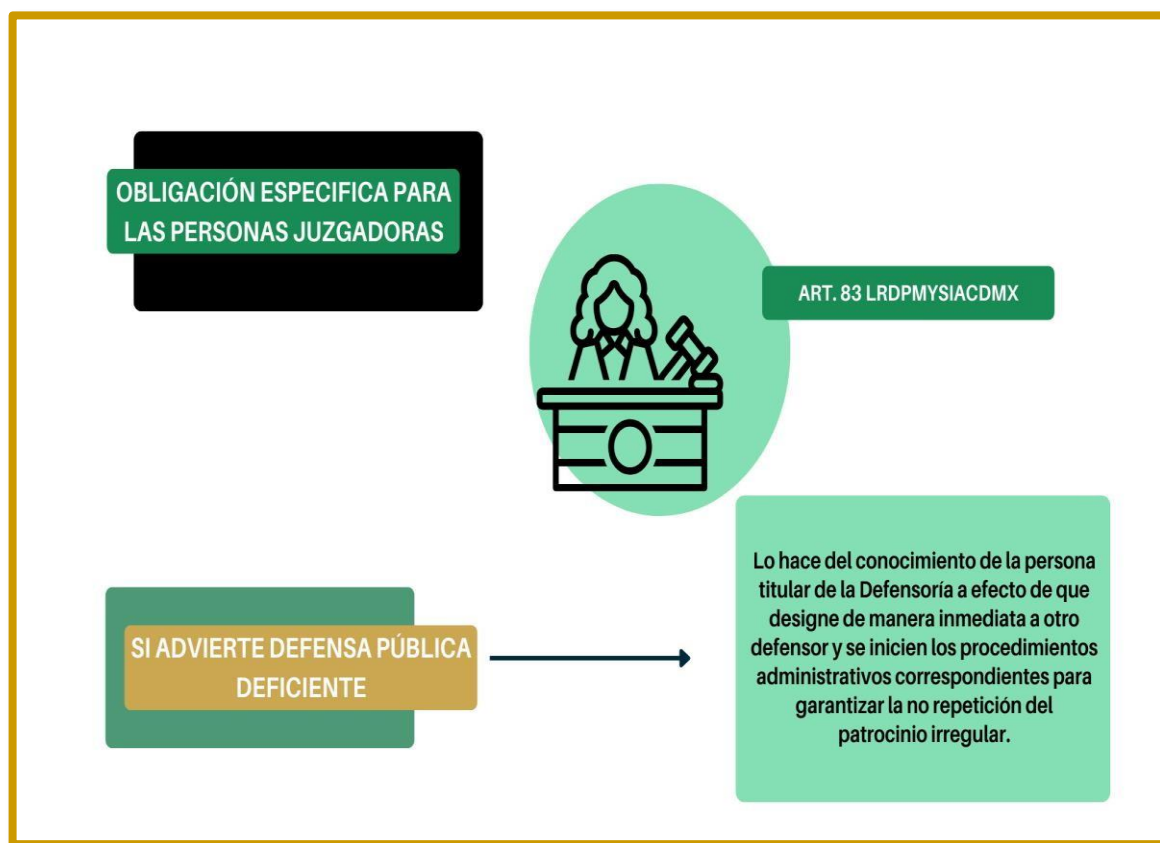 OBLIGACIÓN ESPECIFICA PARA
LAS PERSONAS JUZGADORAS
ART. 83 LRDPMYSIACDMX
SI ADVIERTE DEFENSA PÚBLICA
DEFICIENTE
Lo hace del conocimiento de la persona
titular de la Defensoría a efecto de que
designe de manera inmediata a otro
defensor y se inicien los procedimientos
administrativos correspondientes para
garantizar la no repetición del
patrocinio irregular.